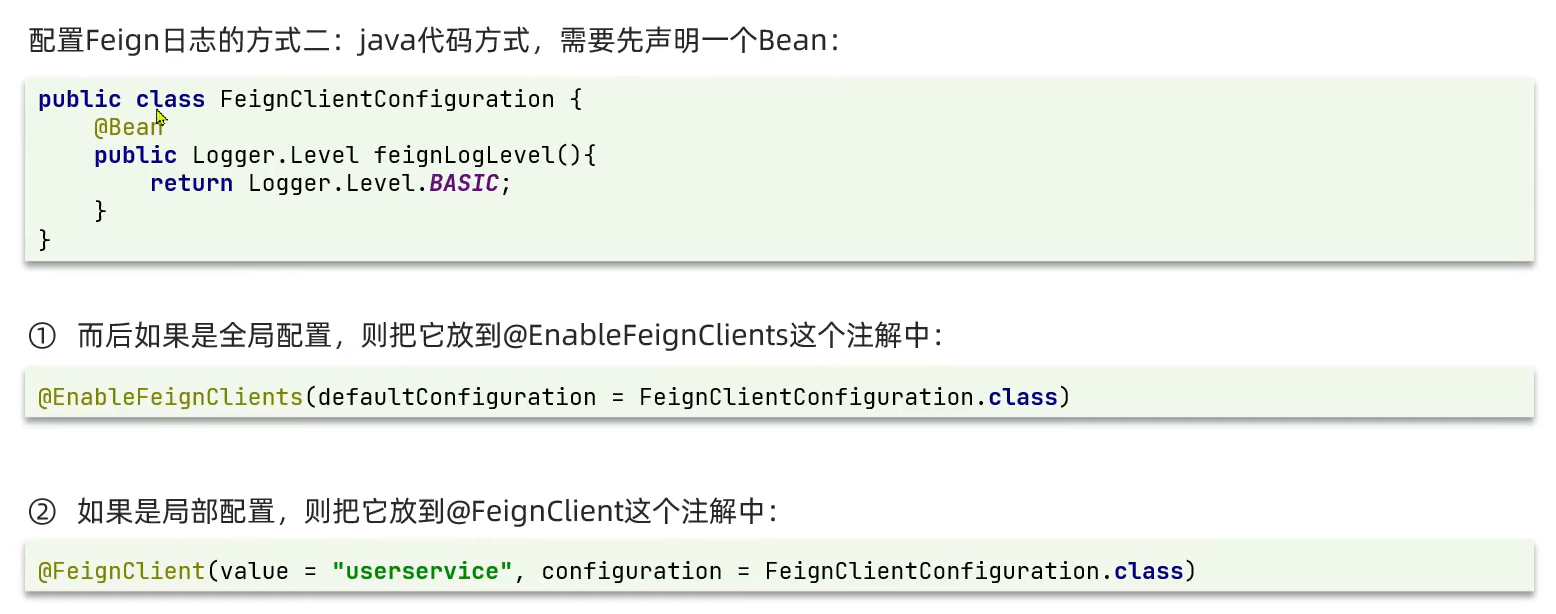 配置Feign日志的方式二：java代码方式，需要先声明一个Bean：
public class FeignClientConfiguration {
    @Bean
    public Logger.Level feignLogLevel(){
        return Logger.Level.BASIC;
    }
}
① 而后如果是全局配置，则把它放到@EnableFeignClients这个注解中：
@EnableFeignClients(defaultConfiguration = FeignClientConfiguration.class)
② 如果是局部配置，则把它放到@FeignClient这个注解中：
@FeignClient(value = "userservice", configuration = FeignClientConfiguration.class)